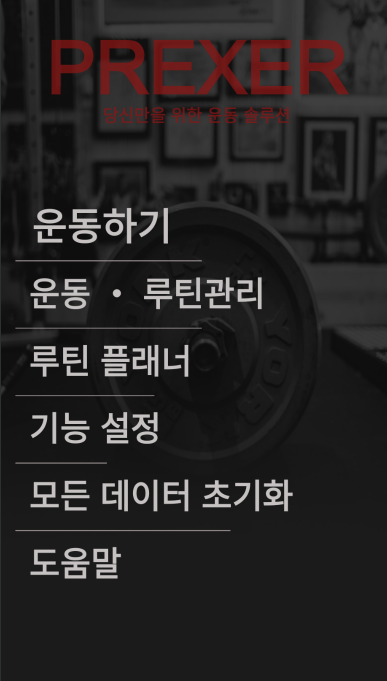 PREXER
당신만을 위한 운동 솔루션
운동하기
운동 · 루틴관리
루틴 플래너
기능 설정
모든 데이터 초기화
도움말
YORK